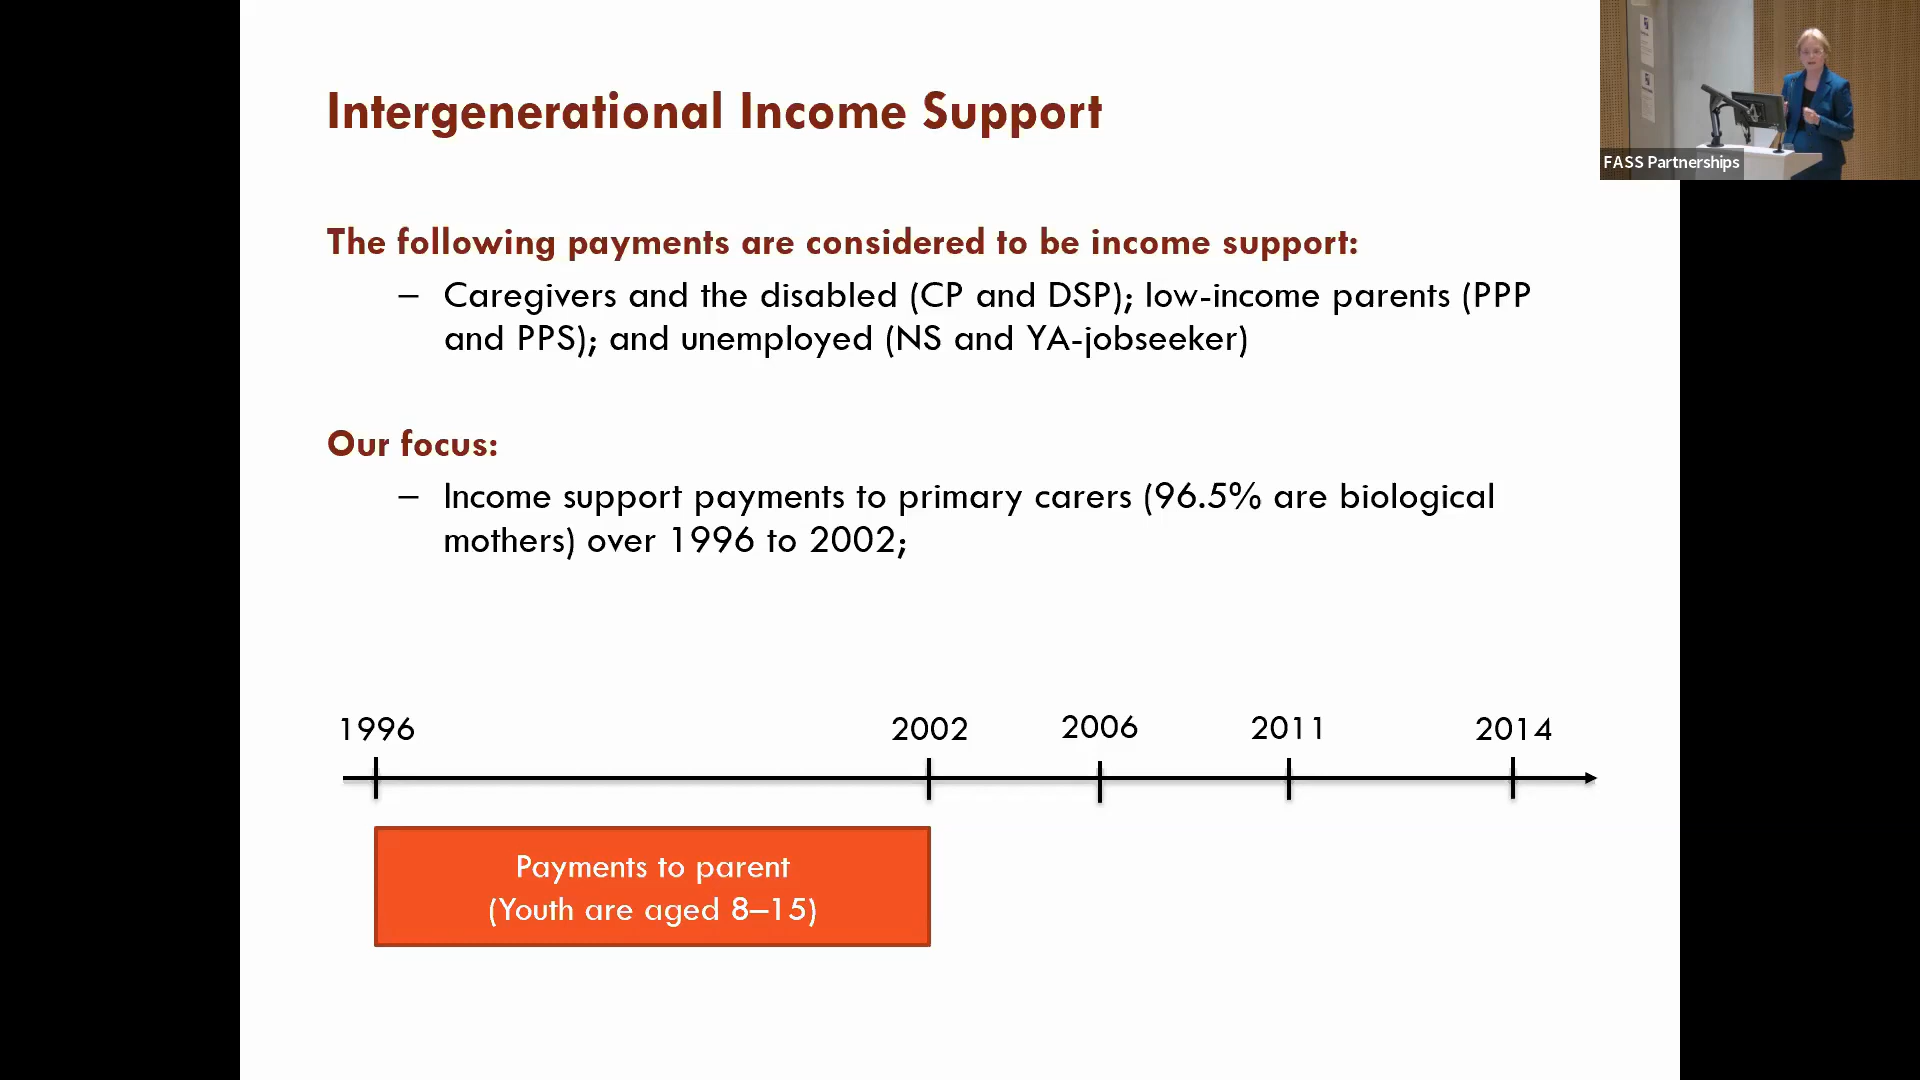 Intergenerational Income Support
FASS Partnerships
The following payments are considered to be income support:
– Caregivers and the disabled (CP and DSP); low-income parents (PPP
and PPS); and unemployed (NS and YA-jobseeker)
Our focus:
– Income support payments to primary carers (96.5% are biological
mothers) over 1996 to 2002;
1996 2002 2006 2011 2014
Payments to parent
(Youth are aged 8–15)